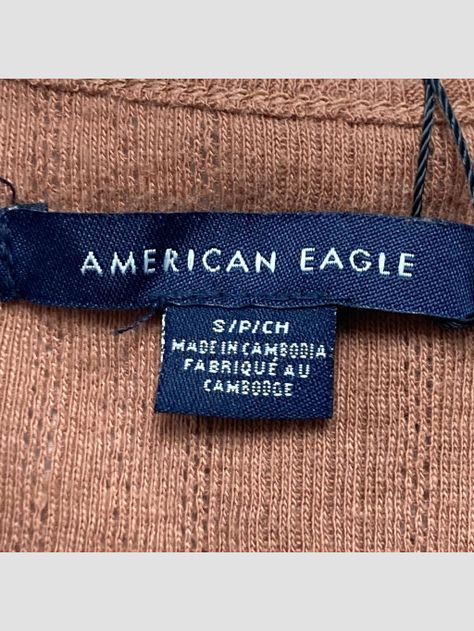 AMERICAN EAGLE
S/P/CH
MADE IN CAMBODIA
FABRIQUÉ AU
CAMBODGE